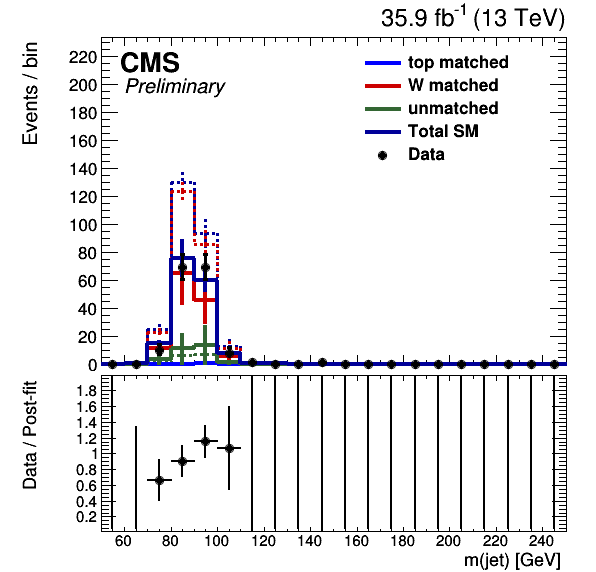 35.9 fb⁻¹ (13 TeV)
CMS
Preliminary
top matched
W matched
unmatched
Total SM
Data
Events / bin
220
200
180
160
140
120
100
80
60
40
20
0
Data / Post-fit
1.8
1.6
1.4
1.2
1
0.8
0.6
0.4
0.2
60 80 100 120 140 160 180 200 220 240
m(jet) [GeV]